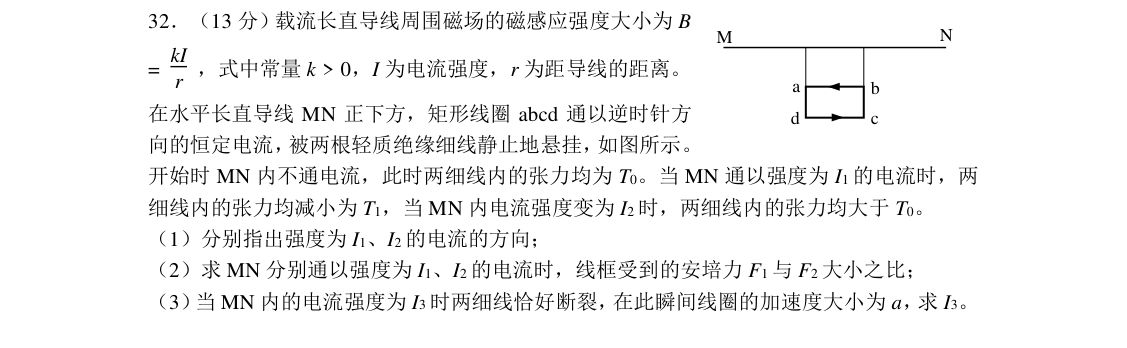 32．（13 分）载流长直导线周围磁场的磁感应强度大小为 B
= kI/r ，式中常量 k > 0，I 为电流强度，r 为距导线的距离。
在水平长直导线 MN 正下方，矩形线圈 abcd 通以逆时针方
向的恒定电流，被两根轻质绝缘细线静止地悬挂，如图所示。
开始时 MN 内不通电流，此时两细线内的张力均为 T0。当 MN 通以强度为 I1 的电流时，两
细线内的张力均减小为 T1，当 MN 内电流强度变为 I2 时，两细线内的张力均大于 T0。
（1）分别指出强度为 I1、I2 的电流的方向；
（2）求 MN 分别通以强度为 I1、I2 的电流时，线框受到的安培力 F1 与 F2 大小之比；
（3）当 MN 内的电流强度为 I3 时两细线恰好断裂，在此瞬间线圈的加速度大小为 a，求 I3。
M N
a b
d c